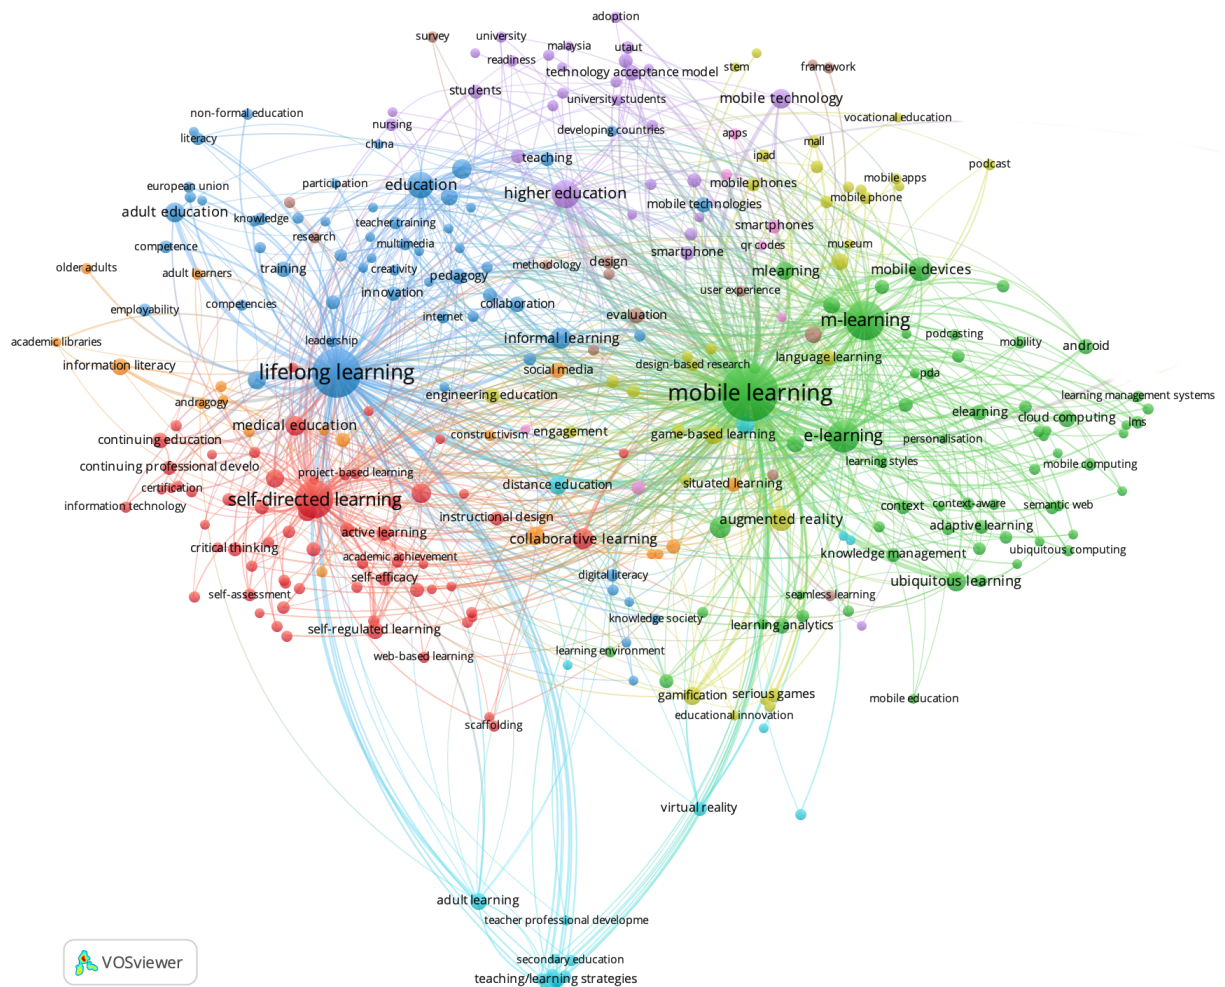 adoption
survey
university
malaysia
utaut
readiness
technology acceptance model
stem
framework
students
university students
mobile technology
non-formal education
nursing
developing countries
apps
vocational education
literacy
china
mall
teaching
ipad
podcast
european union
participation
education
higher education
mobile phones
mobile apps
mobile phone
mobile technologies
adult education
knowledge
teacher training
smartphones
research
multimedia
competence
qr codes
museum
smartphone
older adults
adult learners
training
creativity
pedagogy
methodology
design
mlearning
mobile devices
innovation
user experience
employability
competencies
internet
collaboration
evaluation
m-learning
academic libraries
leadership
informal learning
podcasting
mobility
android
information literacy
lifelong learning
social media
design-based research
language learning
pda
andragogy
engineering education
mobile learning
learning management systems
medical education
elearning
cloud computing
lms
continuing education
constructivism
engagement
game-based learning
e-learning
personalisation
continuing professional develo
project-based learning
learning styles
mobile computing
certification
distance education
situated learning
information technology
self-directed learning
instructional design
augmented reality
context
context-aware
semantic web
active learning
collaborative learning
adaptive learning
critical thinking
academic achievement
knowledge management
ubiquitous computing
self-efficacy
digital literacy
ubiquitous learning
self-assessment
seamless learning
self-regulated learning
knowledge society
learning analytics
web-based learning
learning environment
gamification
serious games
mobile education
educational innovation
scaffolding
virtual reality
adult learning
teacher professional developme
secondary education
teaching/learning strategies
VOSviewer